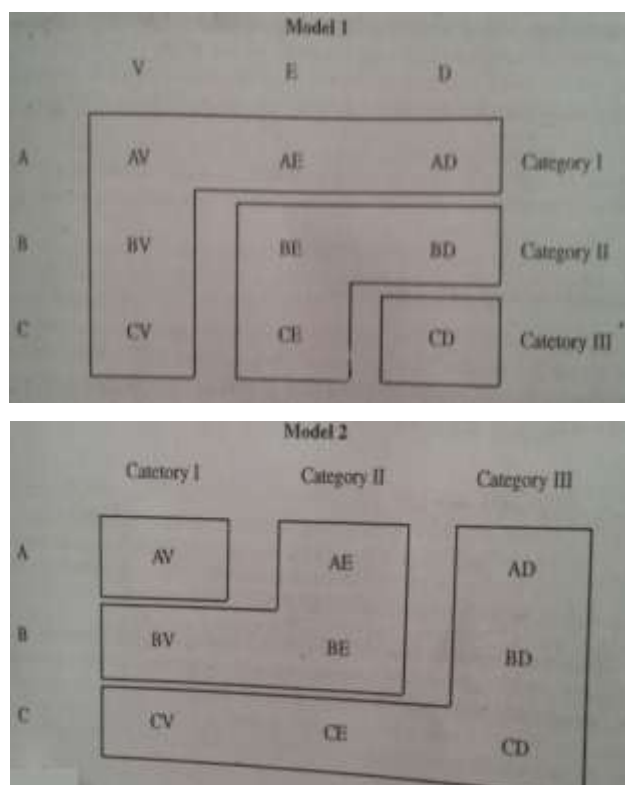 Model 1
V E D
A AV AE AD Category I
B BV BE BD Category II
C CV CE CD Catetory III
Model 2
Catetory I Category II Category III
A AV AE AD
B BV BE BD
C CV CE CD